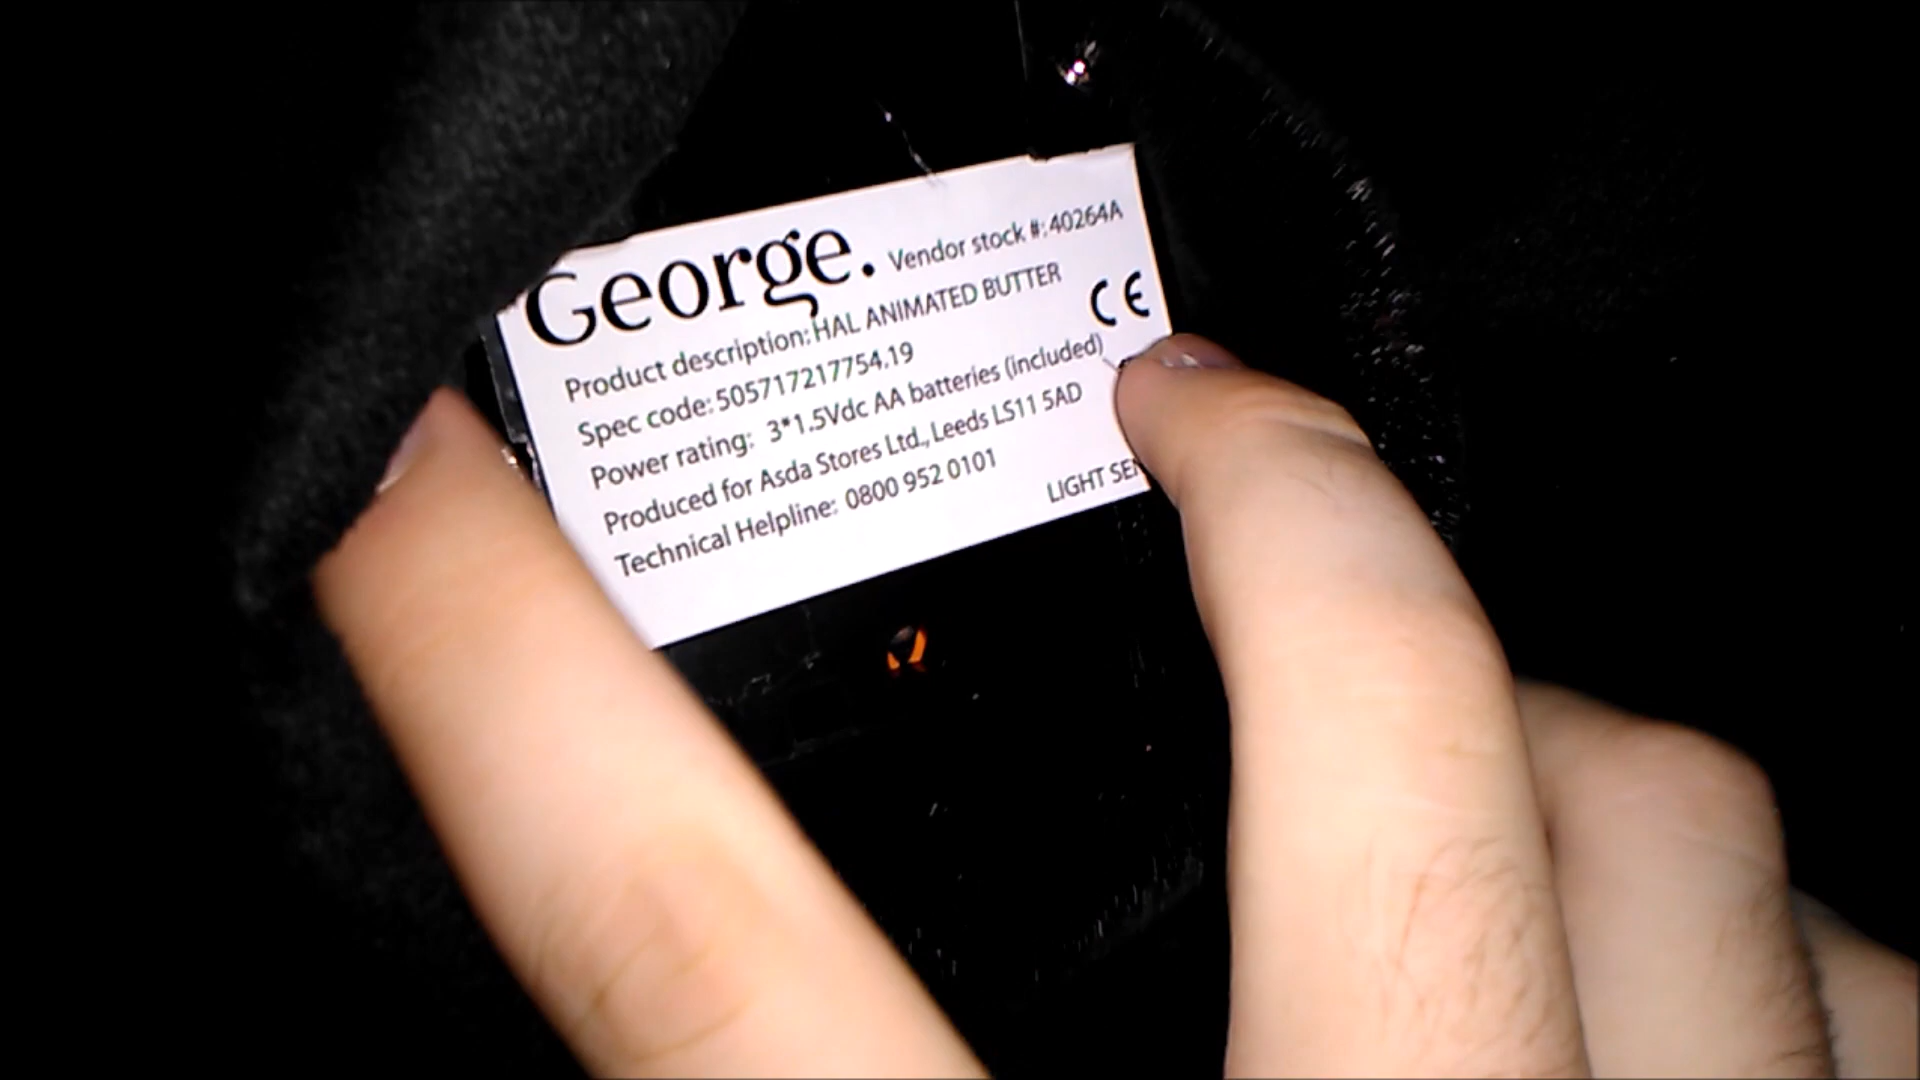 George. Vendor stock #: 40264A
Product description: HAL ANIMATED BUTTER
CE
Spec code: 505717217754.19
Power rating: 3*1.5Vdc AA batteries (included)
Produced for Asda Stores Ltd., Leeds LS11 5AD
Technical Helpline: 0800 952 0101
LIGHT